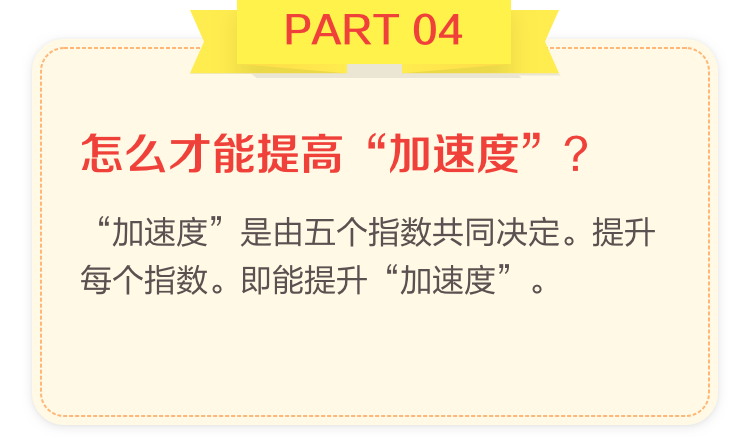 PART 04
怎么才能提高“加速度”？
“加速度”是由五个指数共同决定。提升
每个指数。即能提升“加速度”。